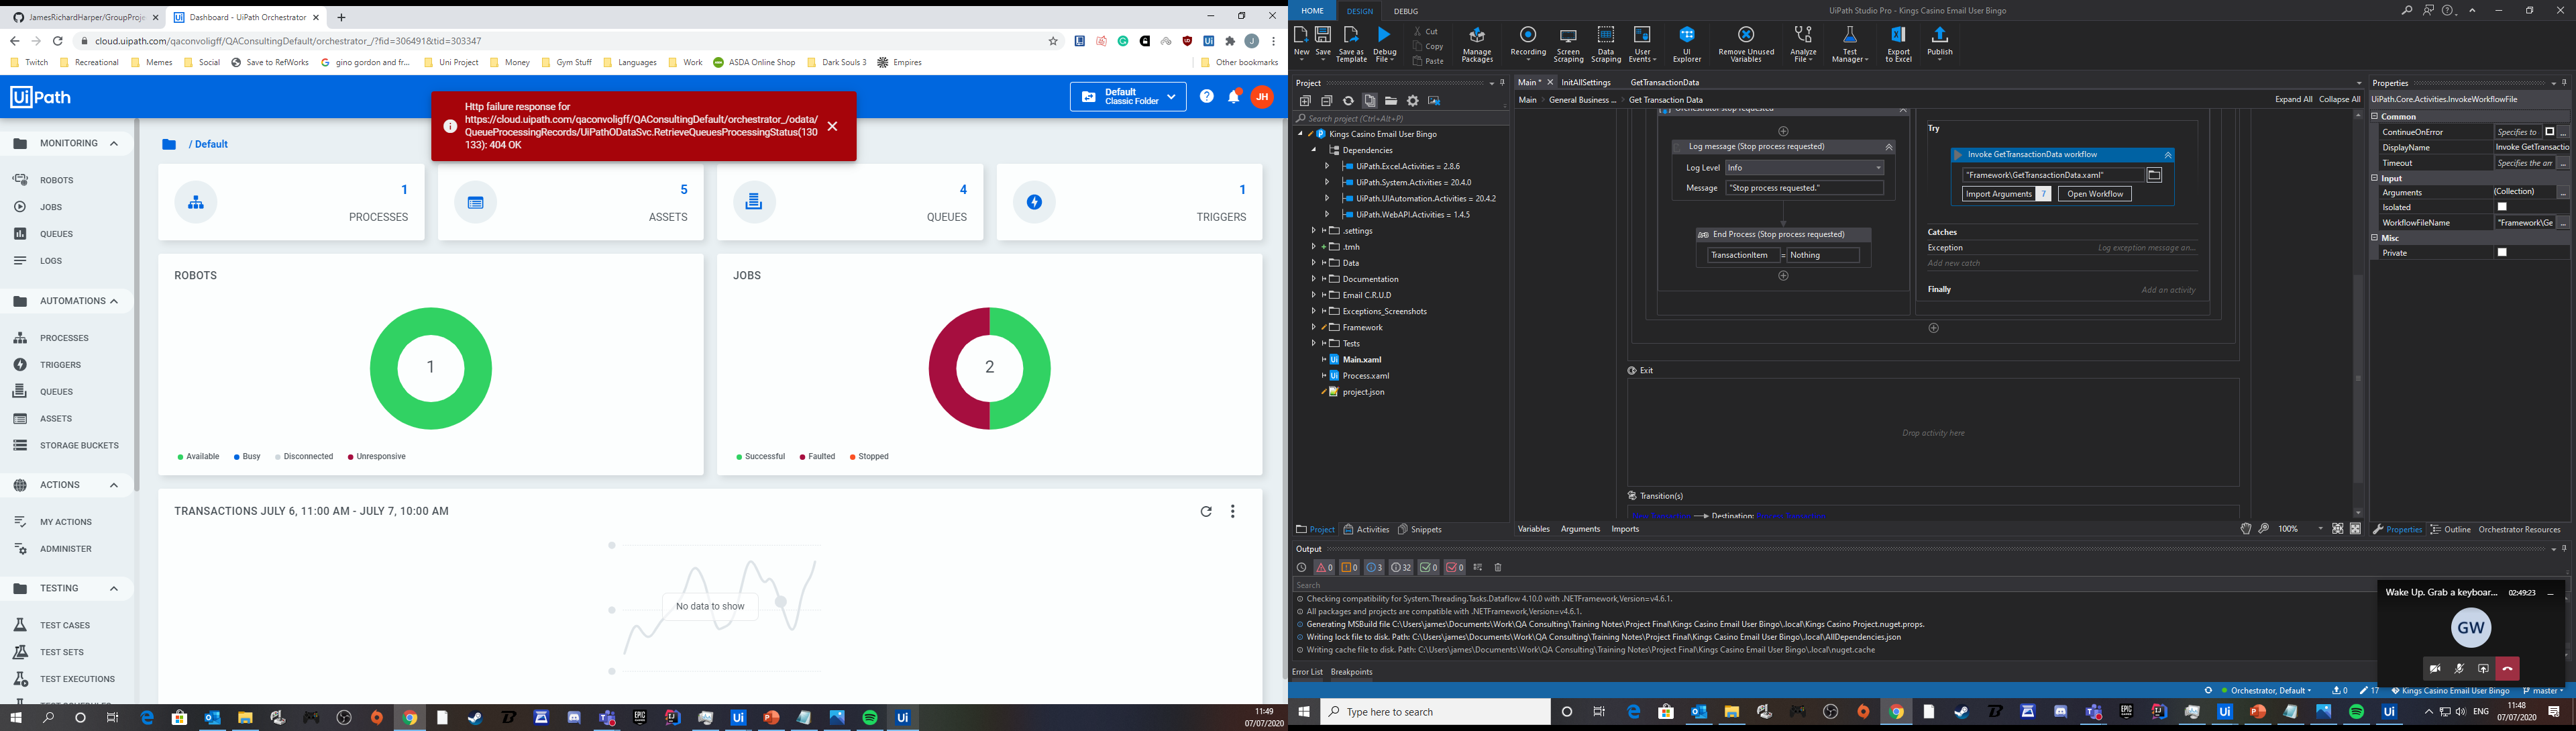 JamesRichardHarper/GroupProje
Dashboard - UiPath Orchestrator
cloud.uipath.com/qaconvoligff/QAConsultingDefault/orchestrator_/?fid=306491&tid=303347
Twitch
Recreational
Memes
Social
Save to RefWorks
gino gordon and fr...
Uni Project
Money
Gym Stuff
Languages
Work
ASDA Online Shop
Dark Souls 3
Empires
Other bookmarks
UiPath
Default
Classic Folder
JH
Http failure response for
https://cloud.uipath.com/qaconvoligff/QAConsultingDefault/orchestrator_/odata/
QueueProcessingRecords/UiPathODataSvc.RetrieveQueuesProcessingStatus(130
133): 404 OK
MONITORING
ROBOTS
JOBS
QUEUES
LOGS
AUTOMATIONS
PROCESSES
TRIGGERS
QUEUES
ASSETS
STORAGE BUCKETS
ACTIONS
MY ACTIONS
ADMINISTER
TESTING
TEST CASES
TEST SETS
TEST EXECUTIONS
/ Default
1
PROCESSES
5
ASSETS
4
QUEUES
1
TRIGGERS
ROBOTS
1
Available
Busy
Disconnected
Unresponsive
JOBS
2
Successful
Faulted
Stopped
TRANSACTIONS JULY 6, 11:00 AM - JULY 7, 10:00 AM
No data to show
11:49
07/07/2020
HOME
DESIGN
DEBUG
UiPath Studio Pro - Kings Casino Email User Bingo
New
Save
Save as
Template
Debug
File
Cut
Copy
Paste
Manage
Packages
Recording
Screen
Scraping
Data
Scraping
User
Events
UI
Explorer
Remove Unused
Variables
Analyze
File
Test
Manager
Export
to Excel
Publish
Project
Search project (Ctrl+Alt+P)
Kings Casino Email User Bingo
Dependencies
UiPath.Excel.Activities = 2.8.6
UiPath.System.Activities = 20.4.0
UiPath.UIAutomation.Activities = 20.4.2
UiPath.WebAPI.Activities = 1.4.5
.settings
.tmh
Data
Documentation
Email C.R.U.D
Exceptions_Screenshots
Framework
Tests
Main.xaml
Process.xaml
project.json
Project
Activities
Snippets
Main *
InitAllSettings
GetTransactionData
Main
General Business ...
Get Transaction Data
Expand All
Collapse All
Log message (Stop process requested)
Log Level
Info
Message
"Stop process requested."
End Process (Stop process requested)
TransactionItem
=
Nothing
Try
Invoke GetTransactionData workflow
"Framework\GetTransactionData.xaml"
Import Arguments
7
Open Workflow
Catches
Exception
Log exception message an...
Add new catch
Finally
Add an activity
Exit
Drop activity here
Transition(s)
Destination:
Variables
Arguments
Imports
100%
Properties
UiPath.Core.Activities.InvokeWorkflowFile
Common
ContinueOnError
Specifies to
DisplayName
Invoke GetTransactio
Timeout
Specifies the am
Input
Arguments
(Collection)
Isolated
WorkflowFileName
"Framework\Ge
Misc
Private
Properties
Outline
Orchestrator Resources
Output
0
0
3
32
0
0
Search
Checking compatibility for System.Threading.Tasks.Dataflow 4.10.0 with .NETFramework,Version=v4.6.1.
All packages and projects are compatible with .NETFramework,Version=v4.6.1.
Generating MSBuild file C:\Users\james\Documents\Work\QA Consulting\Training Notes\Project Final\Kings Casino Email User Bingo\.local\Kings Casino Project.nuget.props.
Writing lock file to disk. Path: C:\Users\james\Documents\Work\QA Consulting\Training Notes\Project Final\Kings Casino Email User Bingo\.local\AllDependencies.json
Writing cache file to disk. Path: C:\Users\james\Documents\Work\QA Consulting\Training Notes\Project Final\Kings Casino Email User Bingo\.local\nuget.cache
Error List
Breakpoints
Wake Up. Grab a keyboar...
02:49:23
GW
Orchestrator, Default
0
17
Kings Casino Email User Bingo
master
Type here to search
ENG
11:48
07/07/2020